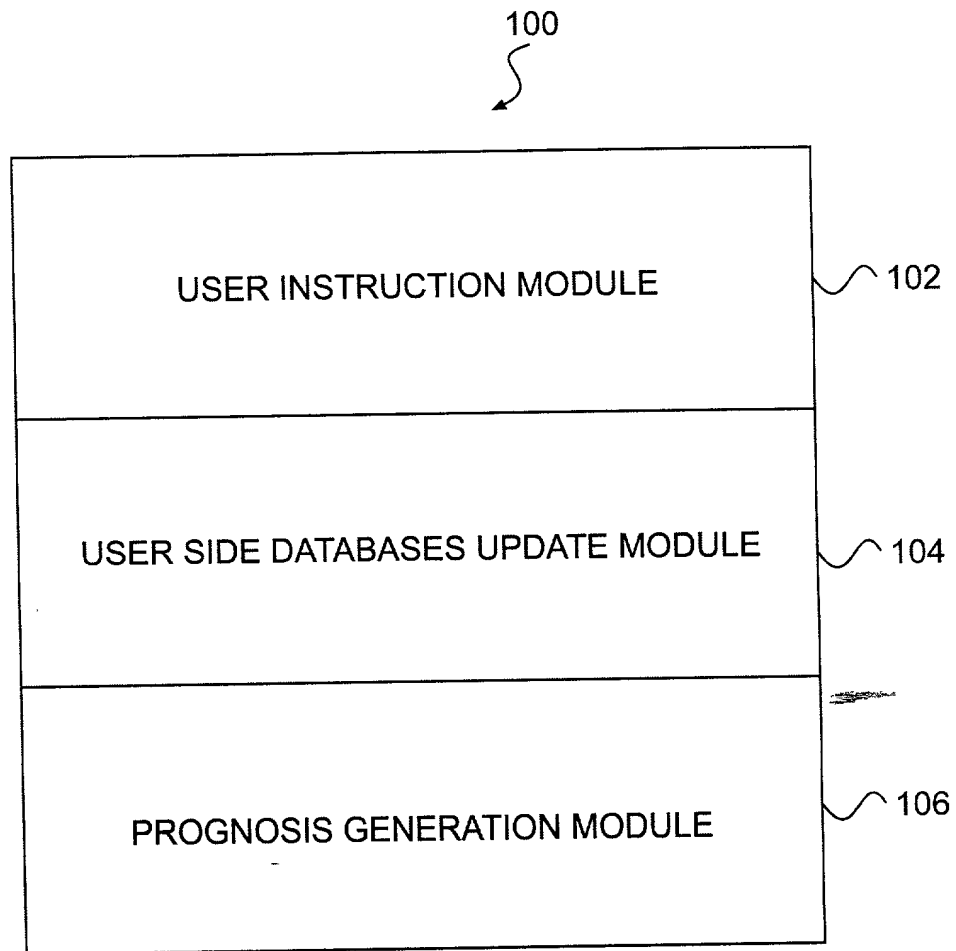 100
USER INSTRUCTION MODULE
102
USER SIDE DATABASES UPDATE MODULE
104
PROGNOSIS GENERATION MODULE
106